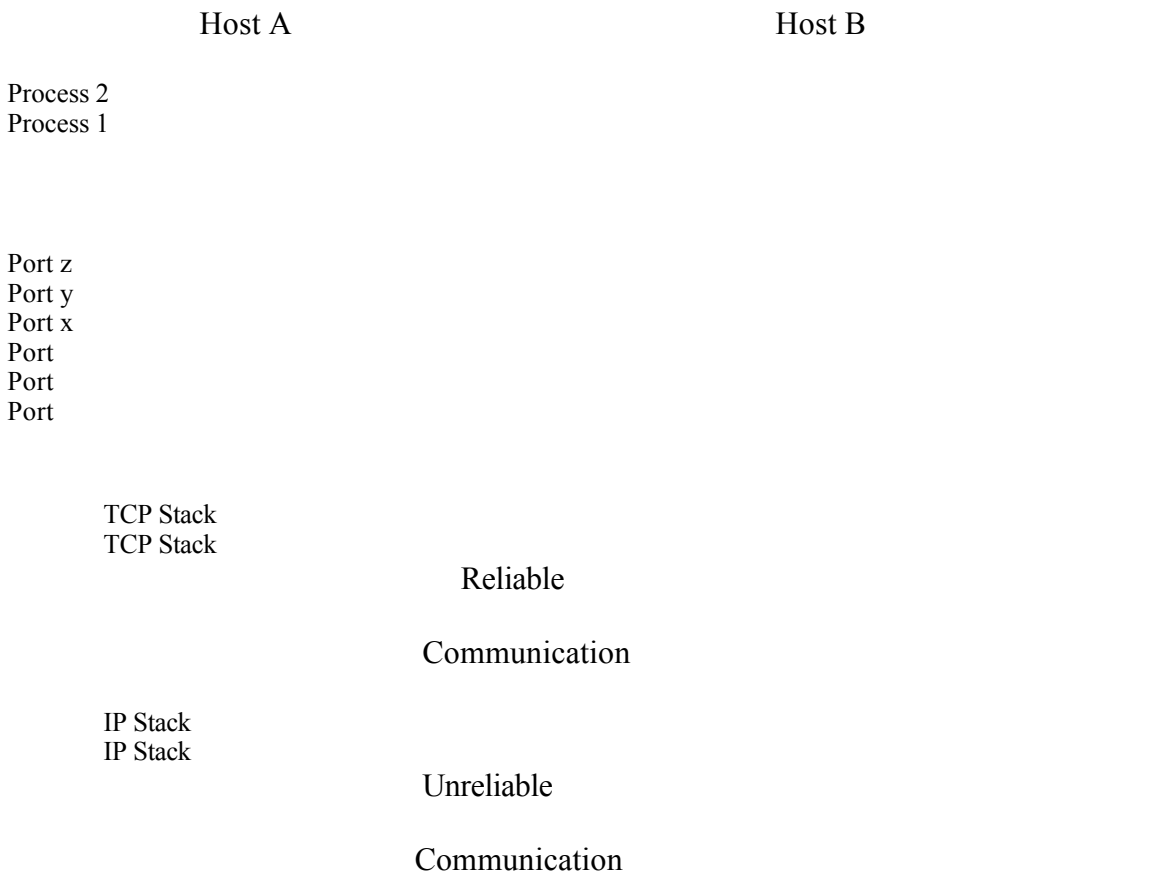 Host A Host B
Process 2
Process 1
Port z
Port y
Port x
Port
Port
Port
TCP Stack
TCP Stack
Reliable
Communication
IP Stack
IP Stack
Unreliable
Communication